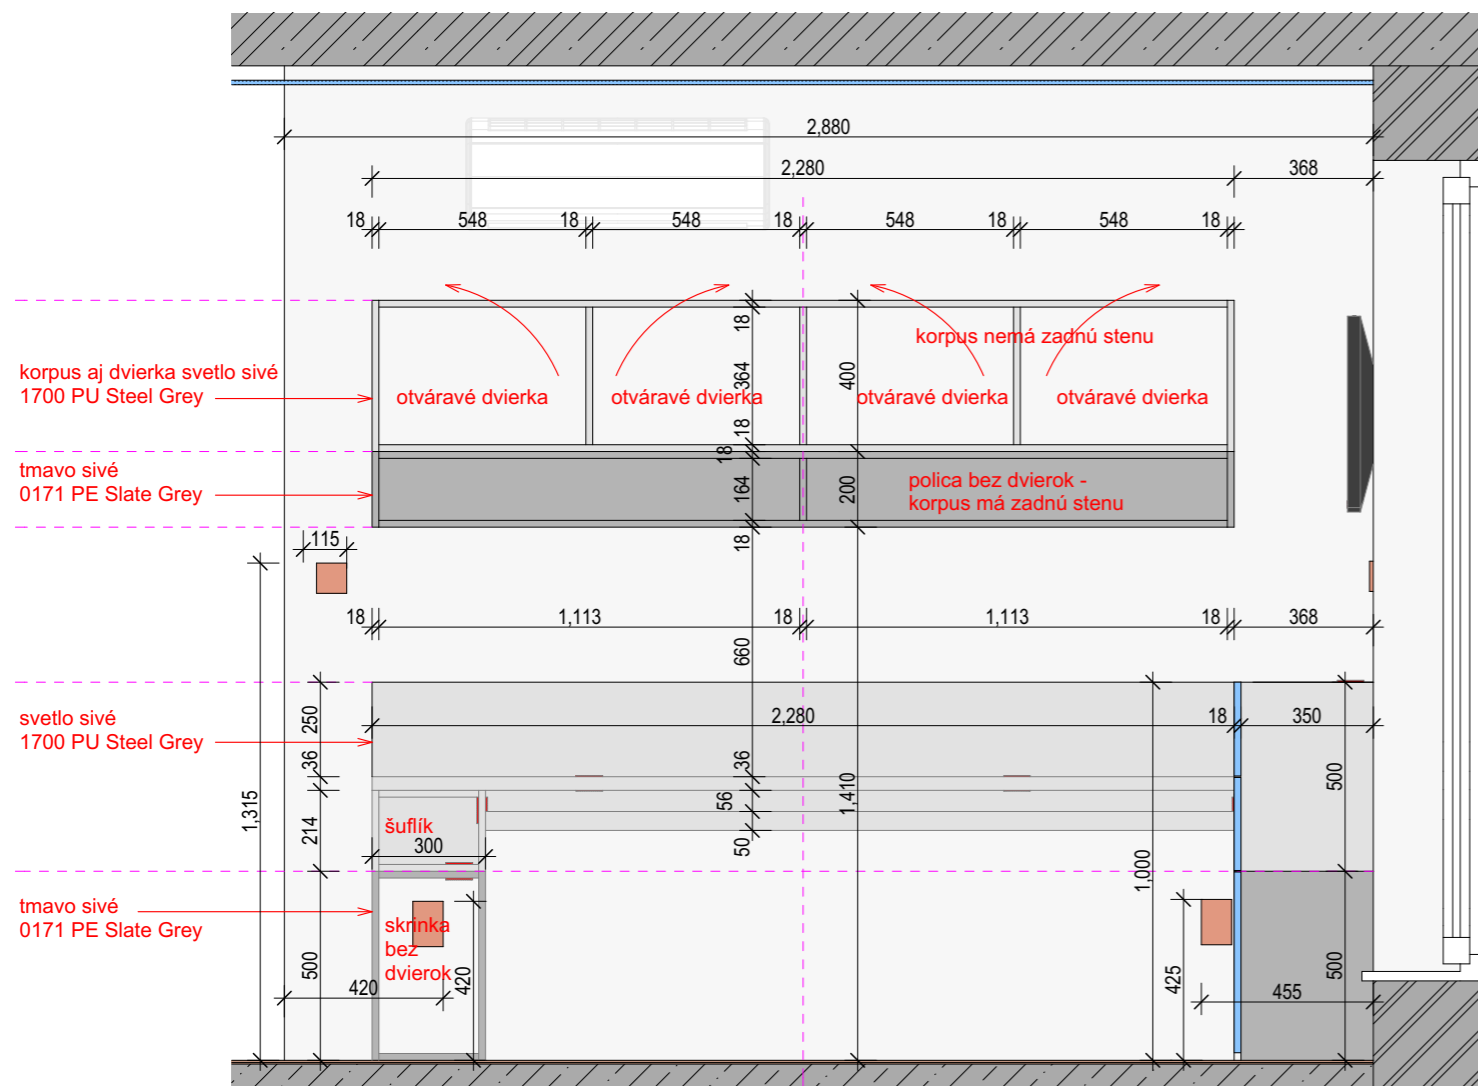 2,880
2,280
368
18
548
18
548
18
548
18
548
18
korpus nemá zadnú stenu
korpus aj dvierka svetlo sivé
1700 PU Steel Grey
otváravé dvierka
otváravé dvierka
otváravé dvierka
otváravé dvierka
18
364
18
400
tmavo sivé
0171 PE Slate Grey
18
164
18
200
polica bez dvierok -
korpus má zadnú stenu
115
18
1,113
18
1,113
18
368
660
svetlo sivé
1700 PU Steel Grey
250
36
2,280
18
350
36
56
50
1,410
1,315
214
500
šuflík
300
1,000
tmavo sivé
0171 PE Slate Grey
skrinka
bez
dvierok
500
420
420
425
455
500